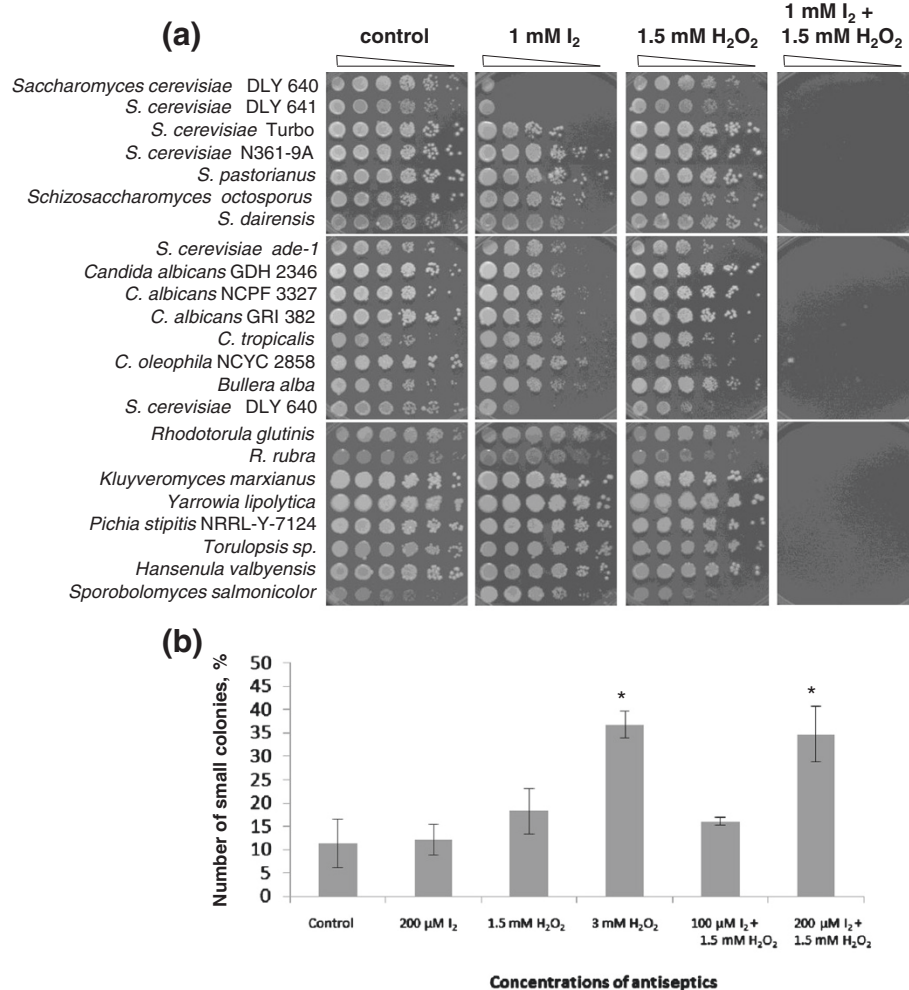 (a)
control
1 mM I₂
1.5 mM H₂O₂
1 mM I₂ +
1.5 mM H₂O₂
Saccharomyces cerevisiae DLY 640
S. cerevisiae DLY 641
S. cerevisiae Turbo
S. cerevisiae N361-9A
S. pastorianus
Schizosaccharomyces octosporus
S. dairensis
S. cerevisiae ade-1
Candida albicans GDH 2346
C. albicans NCPF 3327
C. albicans GRI 382
C. tropicalis
C. oleophila NCYC 2858
Bullera alba
S. cerevisiae DLY 640
Rhodotorula glutinis
R. rubra
Kluyveromyces marxianus
Yarrowia lipolytica
Pichia stipitis NRRL-Y-7124
Torulopsis sp.
Hansenula valbyensis
Sporobolomyces salmonicolor
(b)
Number of small colonies, %
50
45
40
35
30
25
20
15
10
5
0
*
*
Control
200 µM I₂
1.5 mM H₂O₂
3 mM H₂O₂
100 µM I₂ +
1.5 mM H₂O₂
200 µM I₂ +
1.5 mM H₂O₂
Concentrations of antiseptics